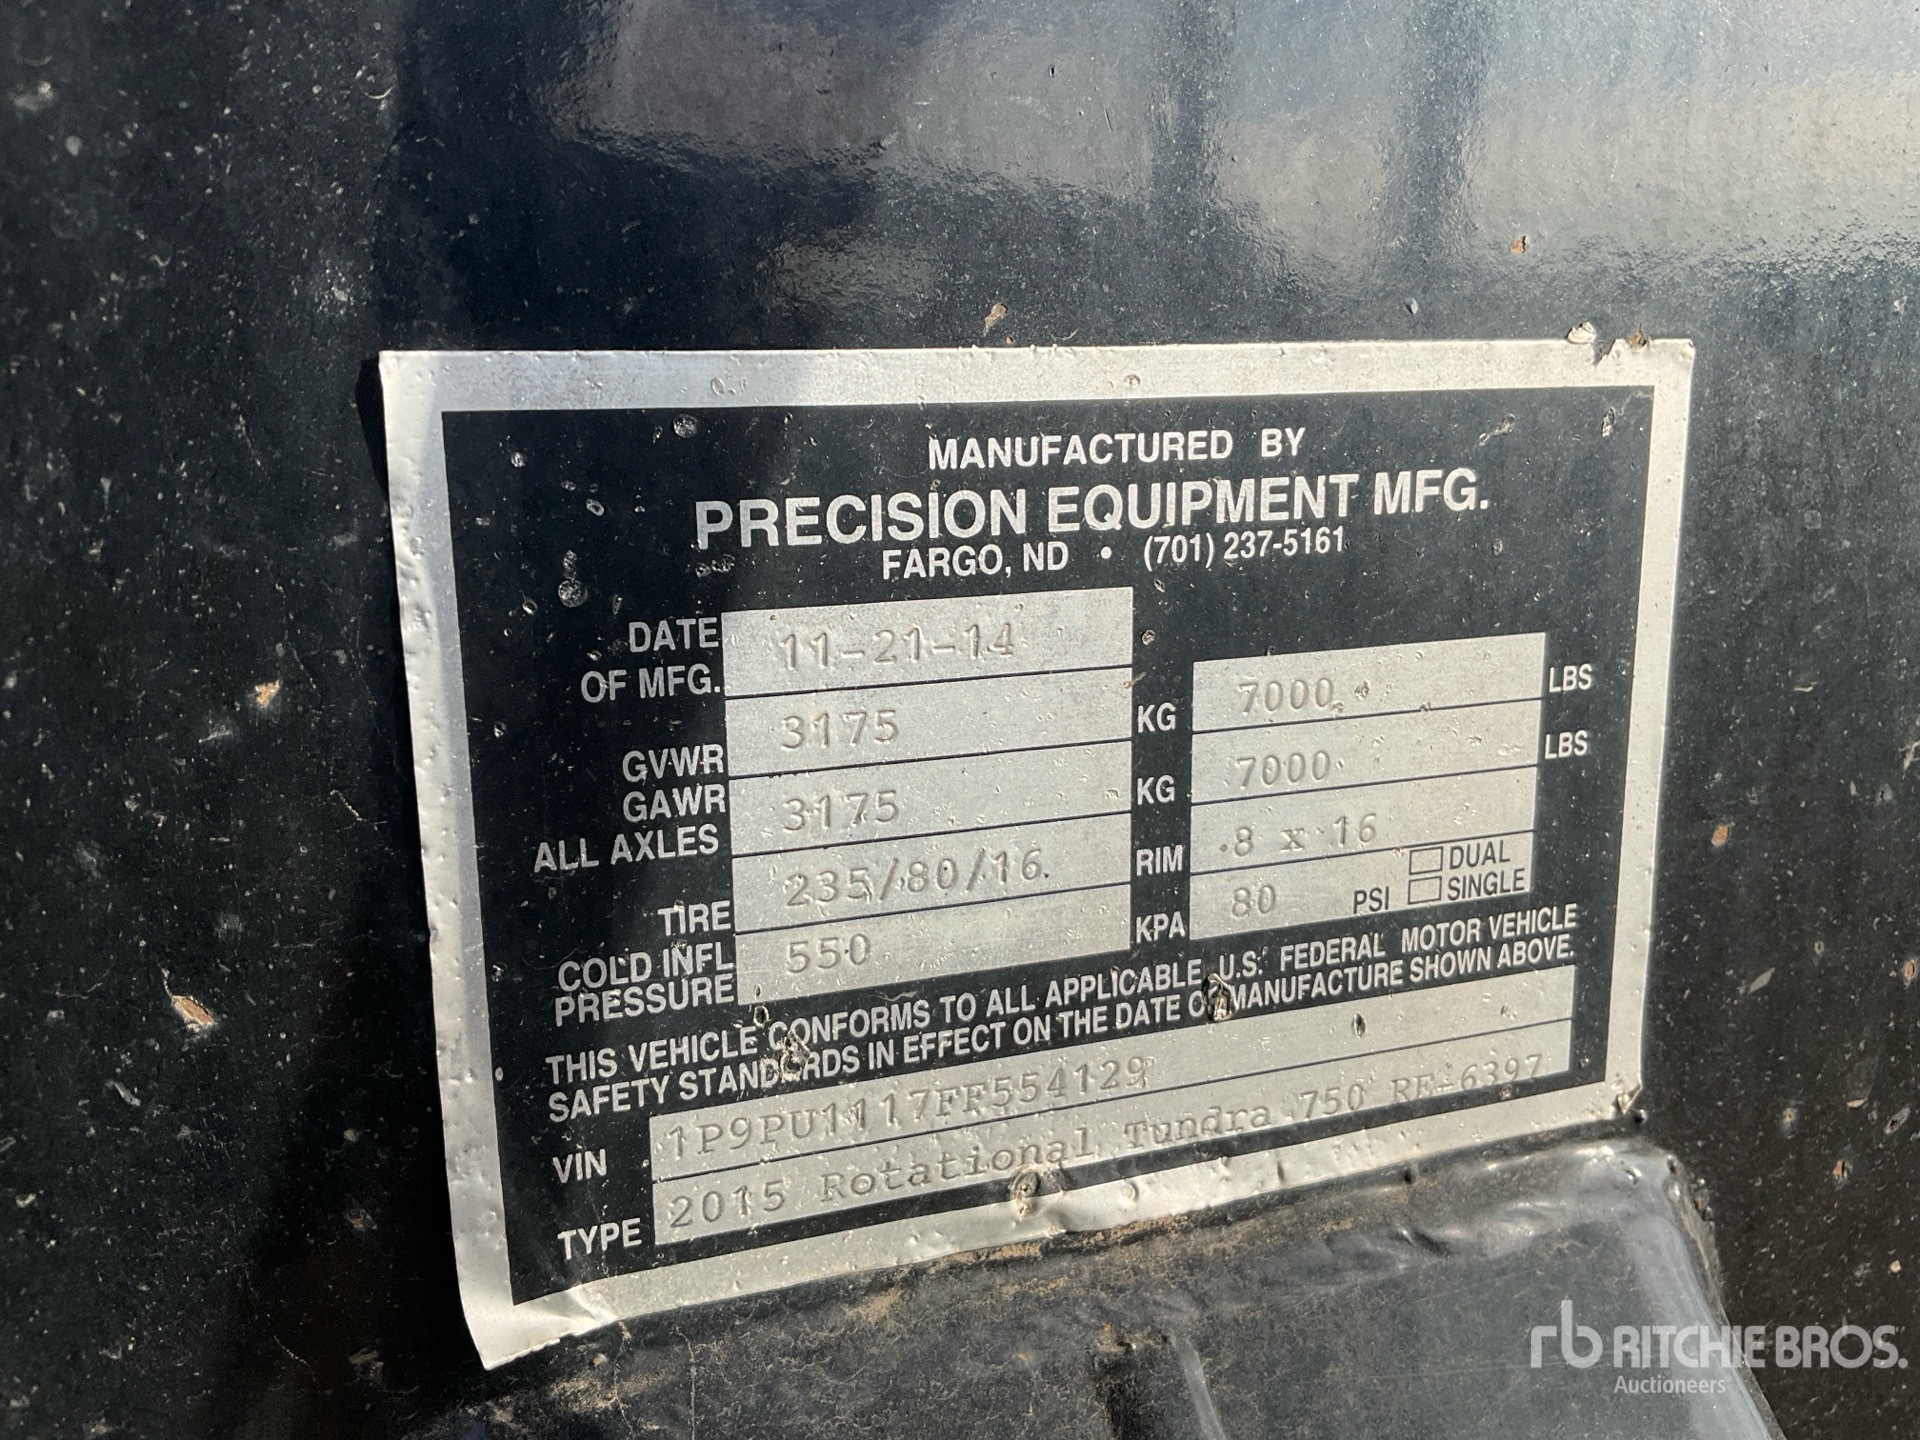 MANUFACTURED BY
PRECISION EQUIPMENT MFG.
FARGO, ND • (701) 237-5161
DATE OF MFG. 11-21-14
GVWR 3175 KG 7000 LBS
GAWR ALL AXLES 3175 KG 7000 LBS
TIRE 235/80/16 RIM 8 x 16
COLD INFL PRESSURE 550 KPA 80 PSI DUAL SINGLE
THIS VEHICLE CONFORMS TO ALL APPLICABLE U.S. FEDERAL MOTOR VEHICLE
SAFETY STANDARDS IN EFFECT ON THE DATE OF MANUFACTURE SHOWN ABOVE.
VIN 1P9PU1117FF554129
TYPE 2015 Rotational Tundra 750 RE-6397
rb RITCHIE BROS.
Auctioneers